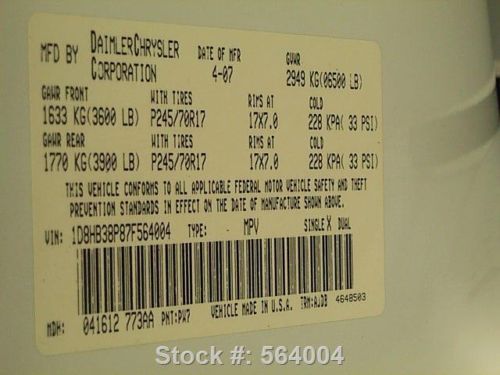 MFD BY DAIMLERCHRYSLER CORPORATION DATE OF MFR 4-07 GVWR 2949 KG(06500 LB)
GAWR FRONT WITH TIRES RIMS AT COLD
1633 KG(3600 LB) P245/70R17 17X7.0 228 KPA( 33 PSI)
GAWR REAR WITH TIRES RIMS AT COLD
1770 KG(3900 LB) P245/70R17 17X7.0 228 KPA( 33 PSI)
THIS VEHICLE CONFORMS TO ALL APPLICABLE FEDERAL MOTOR VEHICLE SAFETY AND THEFT
PREVENTION STANDARDS IN EFFECT ON THE DATE OF MANUFACTURE SHOWN ABOVE.
VIN: 1D8HB38P87F564004 TYPE: MPV SINGLE X DUAL
MDH: 041612 773AA PNT:PW7 VEHICLE MADE IN U.S.A. TRM:AJDB 4648503
Stock #: 564004